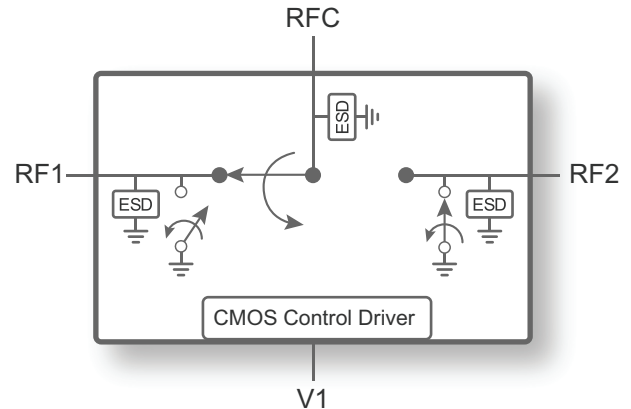 RFC
ESD
RF1
RF2
ESD
ESD
CMOS Control Driver
V1